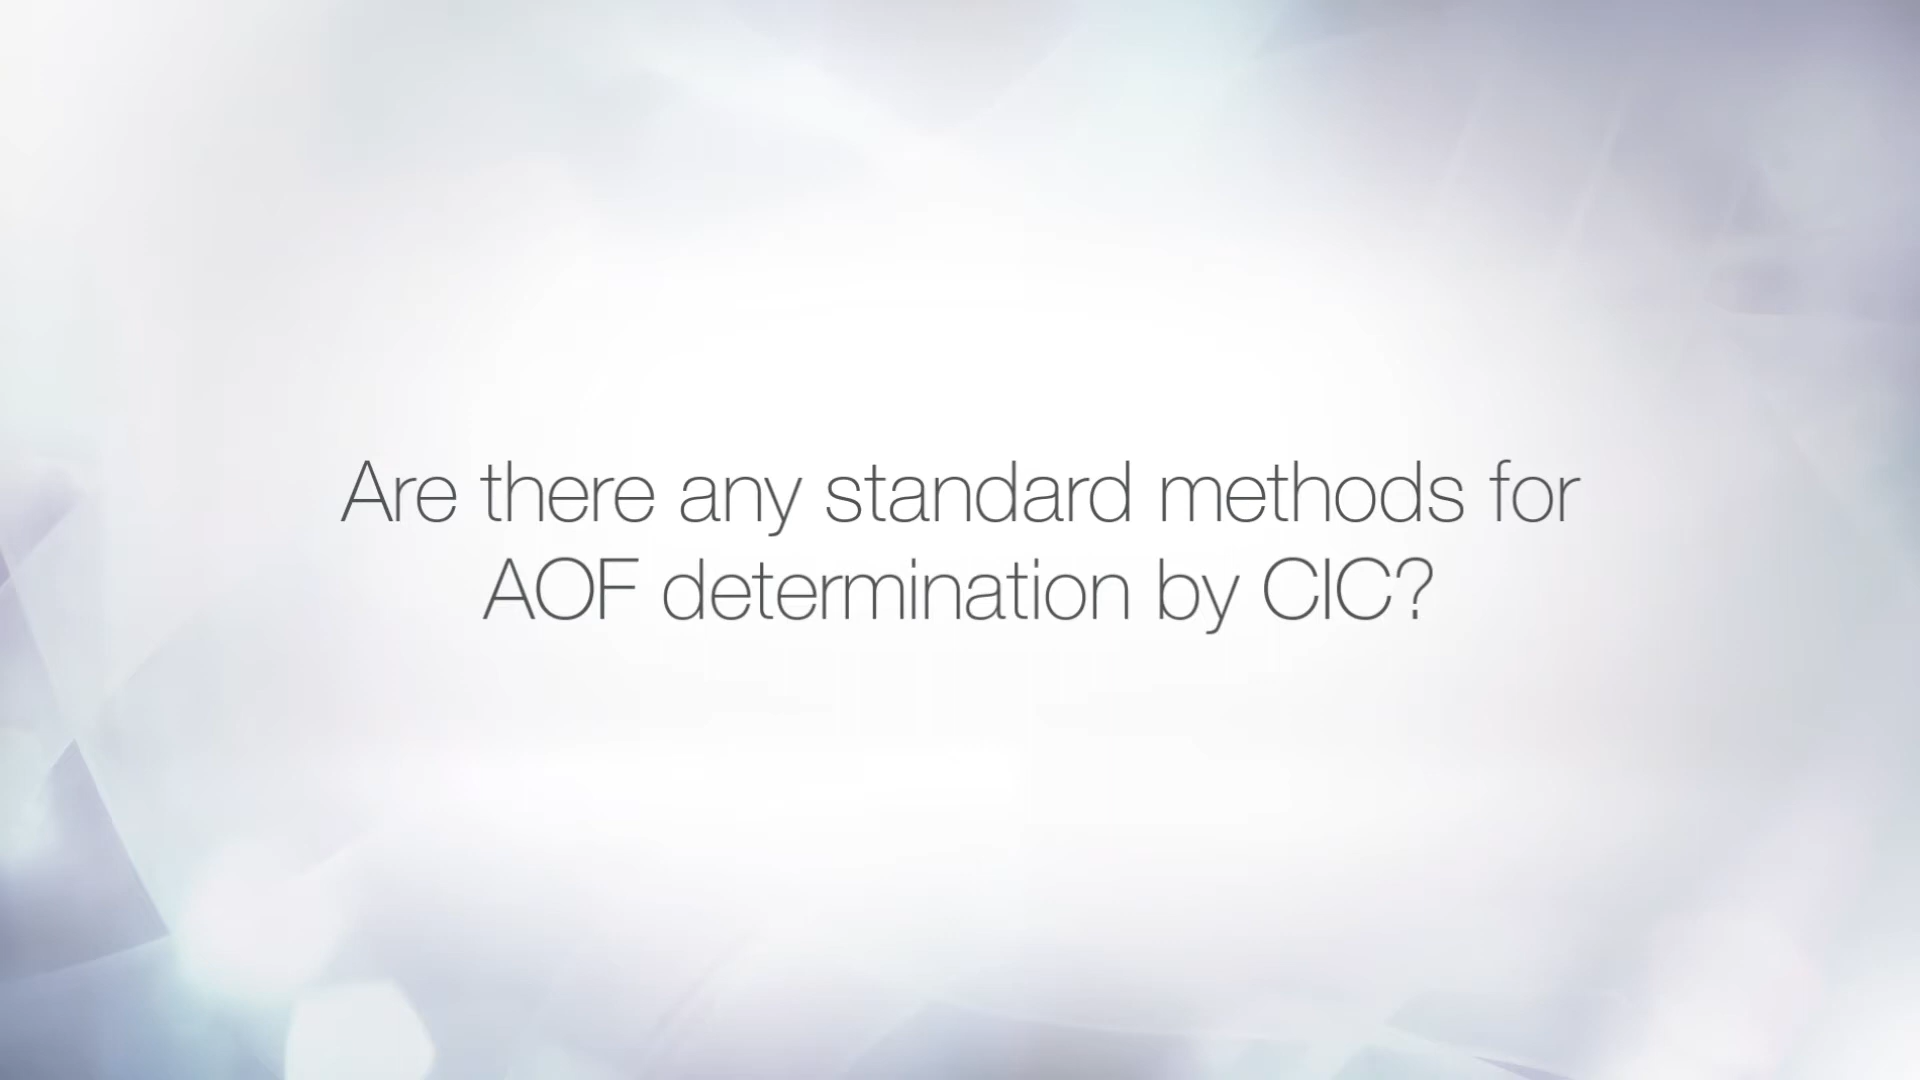 Are there any standard methods for
AOF determination by CIC?